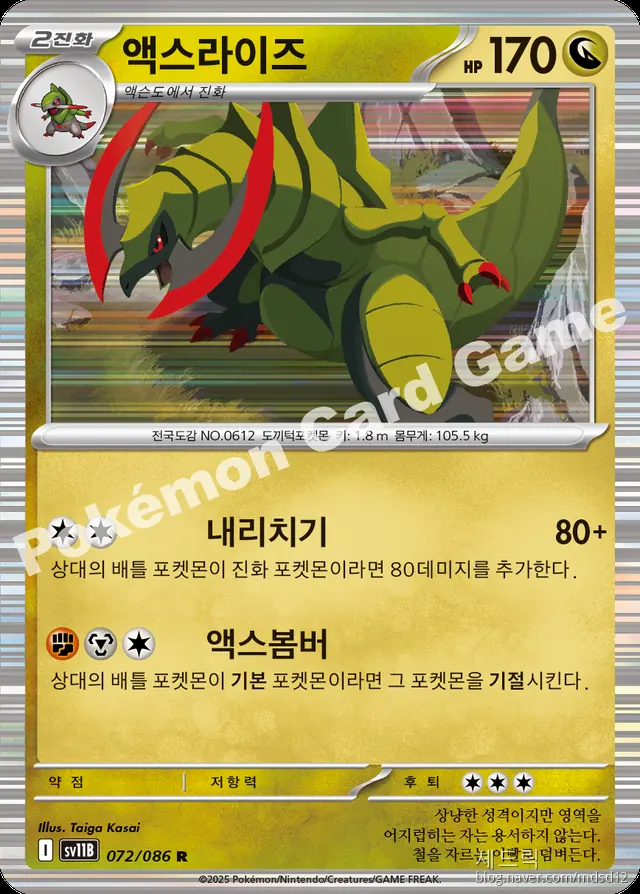 2진화
액스라이즈
HP 170
액슨도에서 진화
전국도감 NO.0612 도끼턱포켓몬 키: 1.8 m 몸무게: 105.5 kg
Pokémon Card Game
내리치기 80+
상대의 배틀 포켓몬이 진화 포켓몬이라면 80데미지를 추가한다.
액스봄버
상대의 배틀 포켓몬이 기본 포켓몬이라면 그 포켓몬을 기절시킨다.
약점 저항력 후퇴
Illus. Taiga Kasai
상냥한 성격이지만 영역을
어지럽히는 자는 용서하지 않는다.
철을 자르는 이빨로 덤벼든다.
I sv11B 072/086 R
©2025 Pokémon/Nintendo/Creatures/GAME FREAK.
blog.naver.com/mdsd12